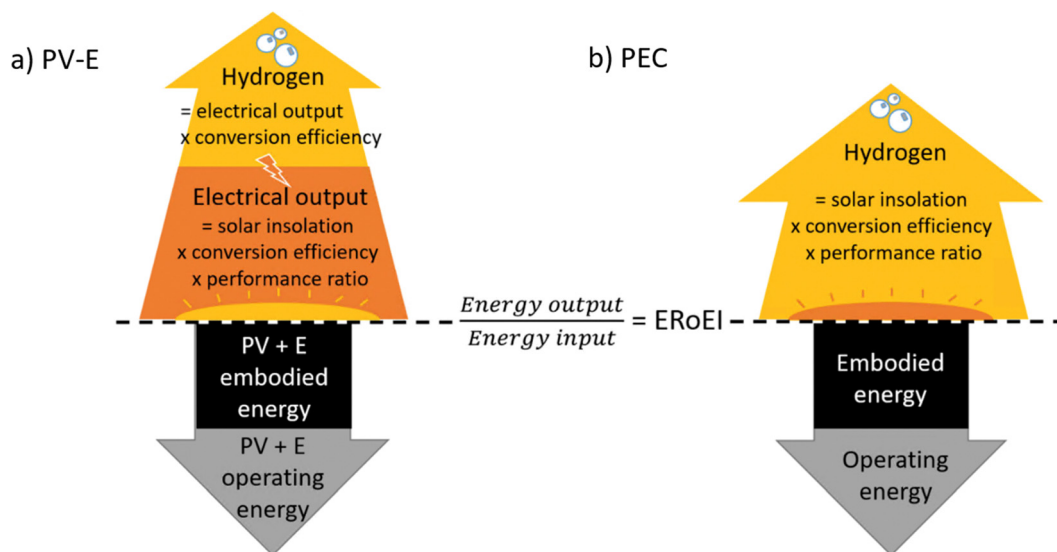 a) PV-E
Hydrogen
= electrical output
x conversion efficiency
Electrical output
= solar insolation
x conversion efficiency
x performance ratio
PV + E
embodied
energy
PV + E
operating
energy
Energy output
Energy input
= ERoEI
b) PEC
Hydrogen
= solar insolation
x conversion efficiency
x performance ratio
Embodied
energy
Operating
energy